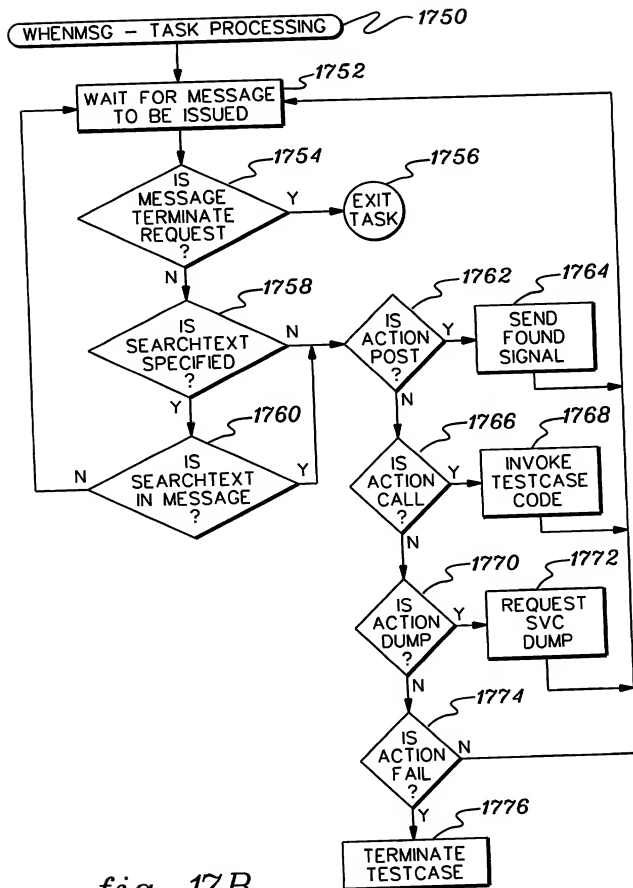 WHENMSG – TASK PROCESSING
1750
1752
WAIT FOR MESSAGE
TO BE ISSUED
1754
IS
MESSAGE
TERMINATE
REQUEST
?
Y
N
1756
EXIT
TASK
1758
IS
SEARCHTEXT
SPECIFIED
?
N
Y
1760
IS
SEARCHTEXT
IN MESSAGE
?
N
Y
1762
IS
ACTION
POST
?
Y
N
1764
SEND
FOUND
SIGNAL
1766
IS
ACTION
CALL
?
Y
N
1768
INVOKE
TESTCASE
CODE
1770
IS
ACTION
DUMP
?
Y
N
1772
REQUEST
SVC
DUMP
1774
IS
ACTION
FAIL
?
N
Y
1776
TERMINATE
TESTCASE